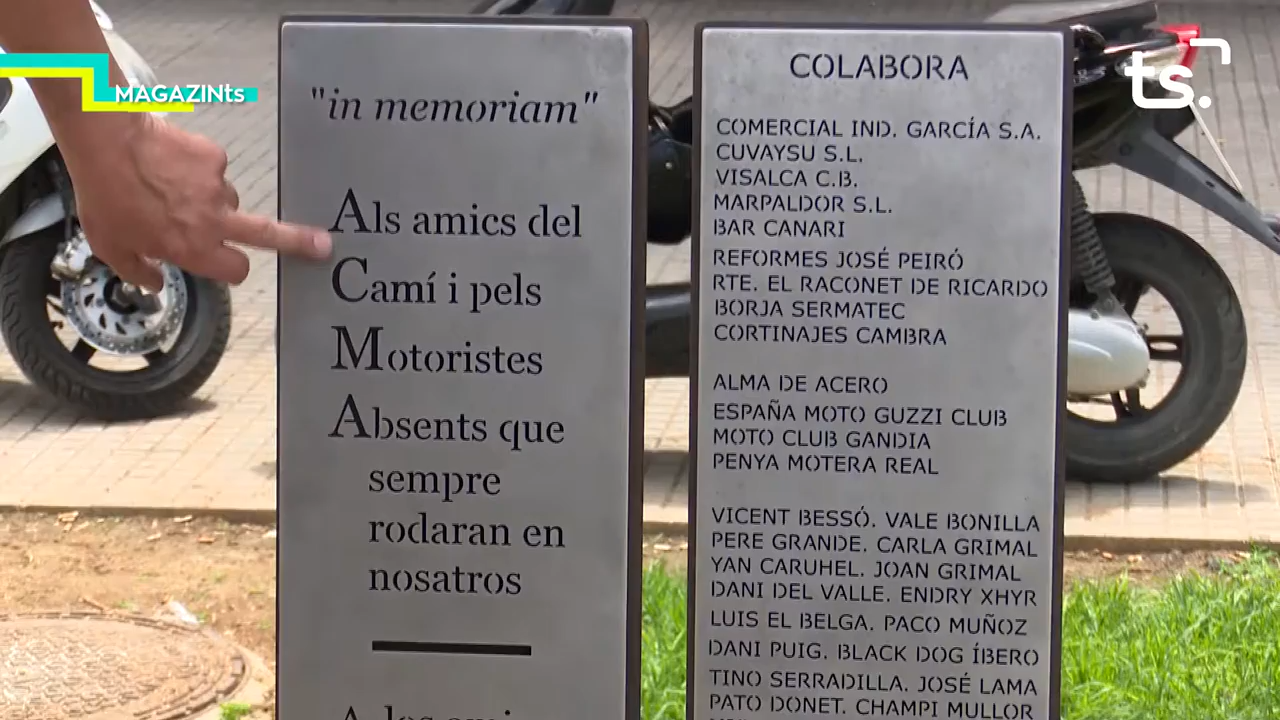 MAGAZINts
ts.
"in memoriam"
Als amics del
Camí i pels
Motoristes
Absents que
sempre
rodaran en
nosatros
COLABORA
COMERCIAL IND. GARCÍA S.A.
CUVAYSU S.L.
VISALCA C.B.
MARPALDOR S.L.
BAR CANARI
REFORMES JOSÉ PEIRÓ
RTE. EL RACONET DE RICARDO
BORJA SERMATEC
CORTINAJES CAMBRA
ALMA DE ACERO
ESPAÑA MOTO GUZZI CLUB
MOTO CLUB GANDIA
PENYA MOTERA REAL
VICENT BESSÓ. VALE BONILLA
PERE GRANDE. CARLA GRIMAL
YAN CARUHEL. JOAN GRIMAL
DANI DEL VALLE. ENDRY XHYR
LUIS EL BELGA. PACO MUÑOZ
DANI PUIG. BLACK DOG ÍBERO
TINO SERRADILLA. JOSÉ LAMA
PATO DONET. CHAMPI MULLOR